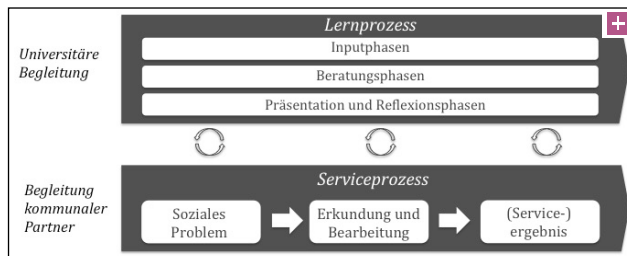 Lernprozess
Universitäre
Begleitung
Inputphasen
Beratungsphasen
Präsentation und Reflexionsphasen
Serviceprozess
Begleitung
kommunaler
Partner
Soziales
Problem
Erkundung und
Bearbeitung
(Service-)
ergebnis